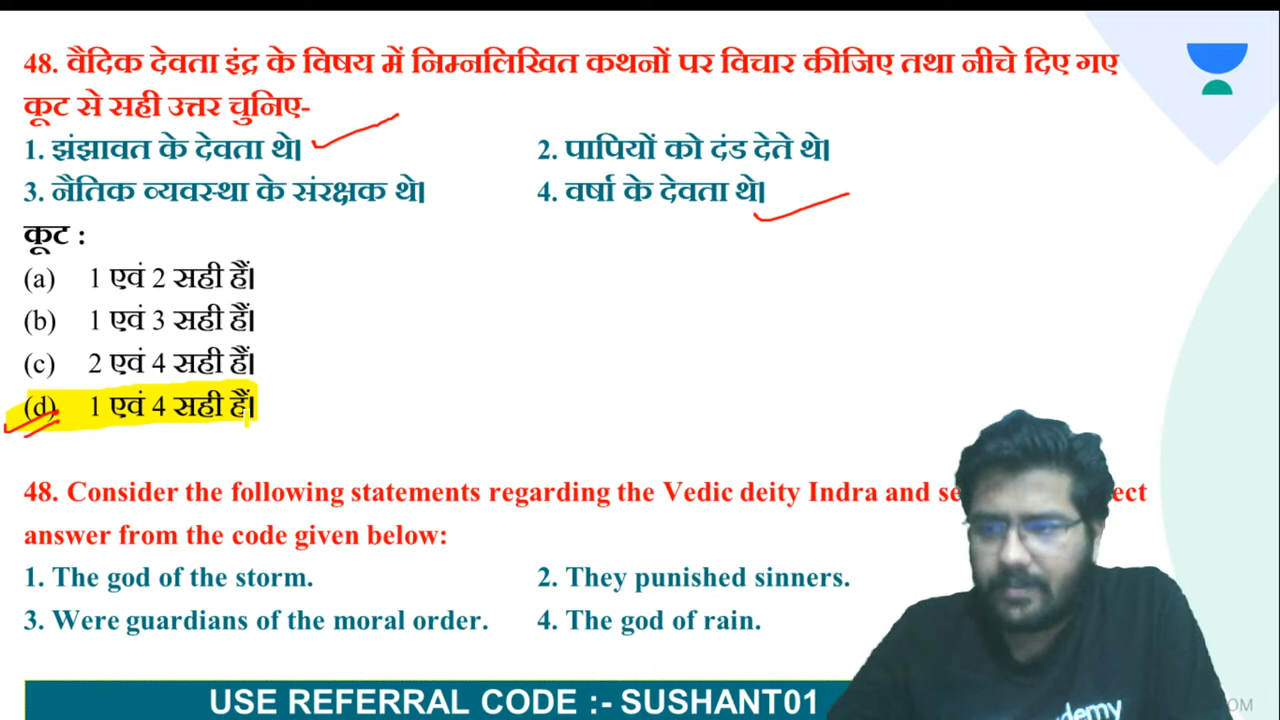 48. वैदिक देवता इंद्र के विषय में निम्नलिखित कथनों पर विचार कीजिए तथा नीचे दिए गए
कूट से सही उत्तर चुनिए-
1. झंझावत के देवता थे। 2. पापियों को दंड देते थे।
3. नैतिक व्यवस्था के संरक्षक थे। 4. वर्षा के देवता थे।
कूट :
(a) 1 एवं 2 सही हैं।
(b) 1 एवं 3 सही हैं।
(c) 2 एवं 4 सही हैं।
(d) 1 एवं 4 सही हैं।
48. Consider the following statements regarding the Vedic deity Indra and
answer from the code given below:
1. The god of the storm. 2. They punished sinners.
3. Were guardians of the moral order. 4. The god of rain.
USE REFERRAL CODE :- SUSHANT01